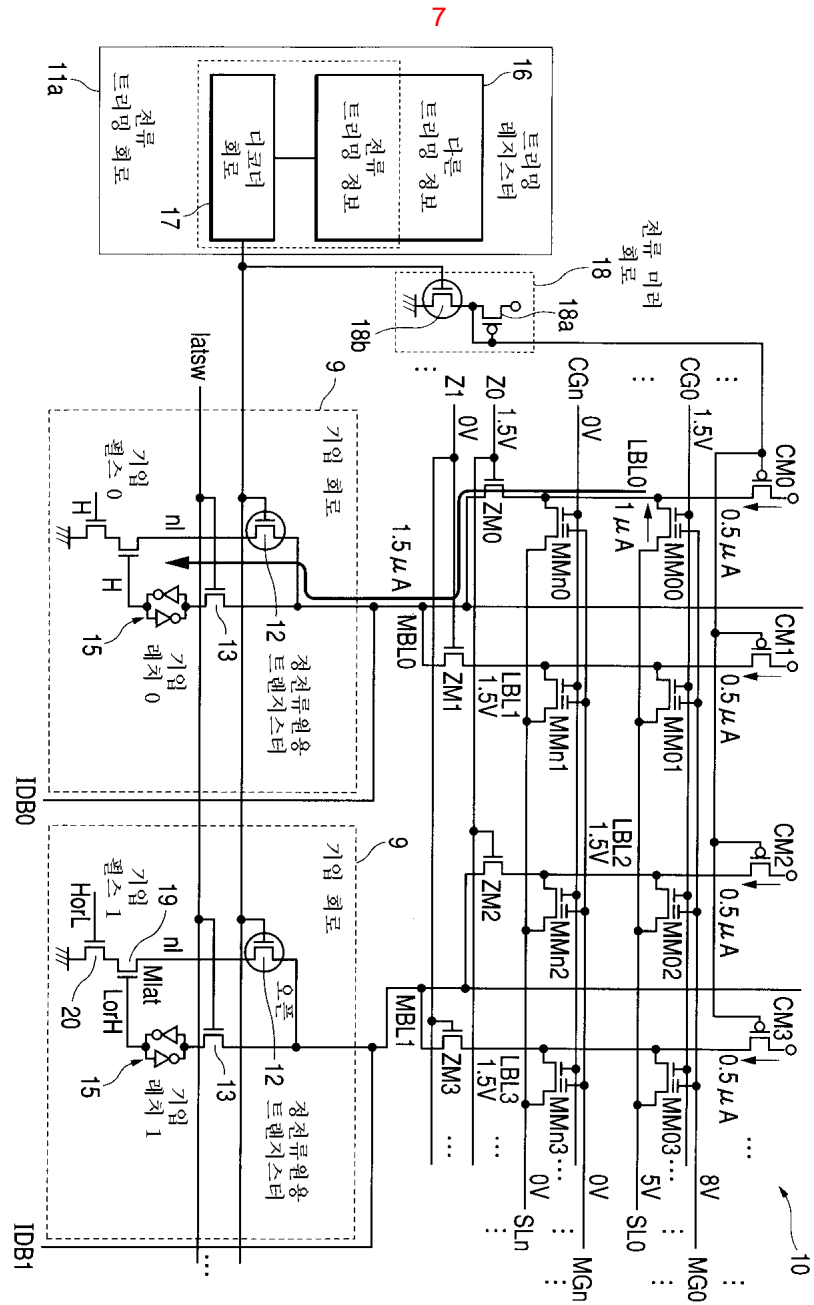 7
11a
전류
트리밍 회로
16
트리밍
레지스터
다른
트리밍 정보
전류
트리밍 정보
디코더
회로
17
전류 미러
회로
18
18a
18b
10
CM0
CM1
CM2
CM3
0.5μA
0.5μA
0.5μA
0.5μA
...
CG0
1.5V
8V
MG0
...
MM00
MM01
MM02
MM03
5V
SL0
...
LBL0
1μA
CGn
0V
0V
MGn
...
MMn0
MMn1
MMn2
MMn3
0V
SLn
...
LBL1
1.5V
LBL2
1.5V
LBL3
1.5V
Z0
1.5V
Z1
0V
...
ZM0
ZM1
ZM2
ZM3
...
1.5μA
MBL0
MBL1
latsw
...
9
기입 회로
12
정전류원용
트랜지스터
13
nl
H
H
기입
펄스 0
15
기입
래치 0
IDB0
9
기입 회로
오픈
12
정전류원용
트랜지스터
13
nl
19
Mlat
HorL
LorH
기입
펄스 1
20
15
기입
래치 1
IDB1